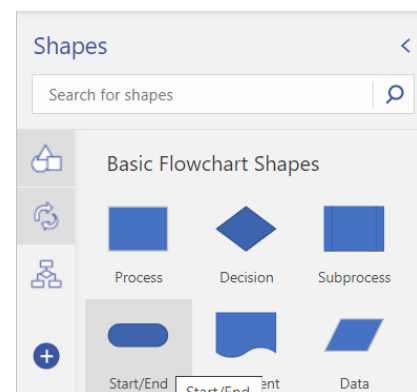 Shapes
Search for shapes
Basic Flowchart Shapes
Process Decision Subprocess
Start/End Data
Start/End